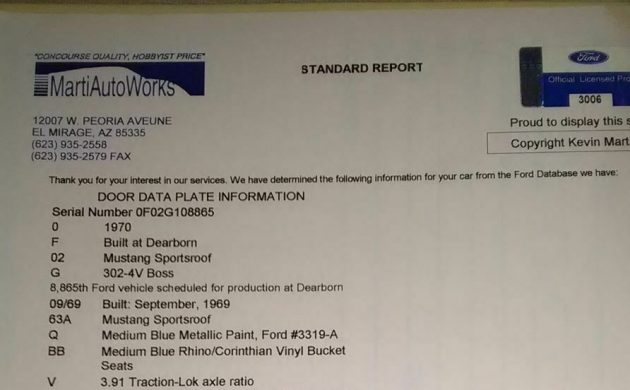 "CONCOURSE QUALITY, HOBBYIST PRICE"
MartiAutoWorks
STANDARD REPORT
Ford
Official Licensed Pro
3006
12007 W. PEORIA AVEUNE
EL MIRAGE, AZ 85335
(623) 935-2558
(623) 935-2579 FAX
Proud to display this s
Copyright Kevin Mart
Thank you for your interest in our services. We have determined the following information for your car from the Ford Database we have:
DOOR DATA PLATE INFORMATION
Serial Number 0F02G108865
0 1970
F Built at Dearborn
02 Mustang Sportsroof
G 302-4V Boss
8,865th Ford vehicle scheduled for production at Dearborn
09/69 Built: September, 1969
63A Mustang Sportsroof
Q Medium Blue Metallic Paint, Ford #3319-A
BB Medium Blue Rhino/Corinthian Vinyl Bucket
Seats
V 3.91 Traction-Lok axle ratio